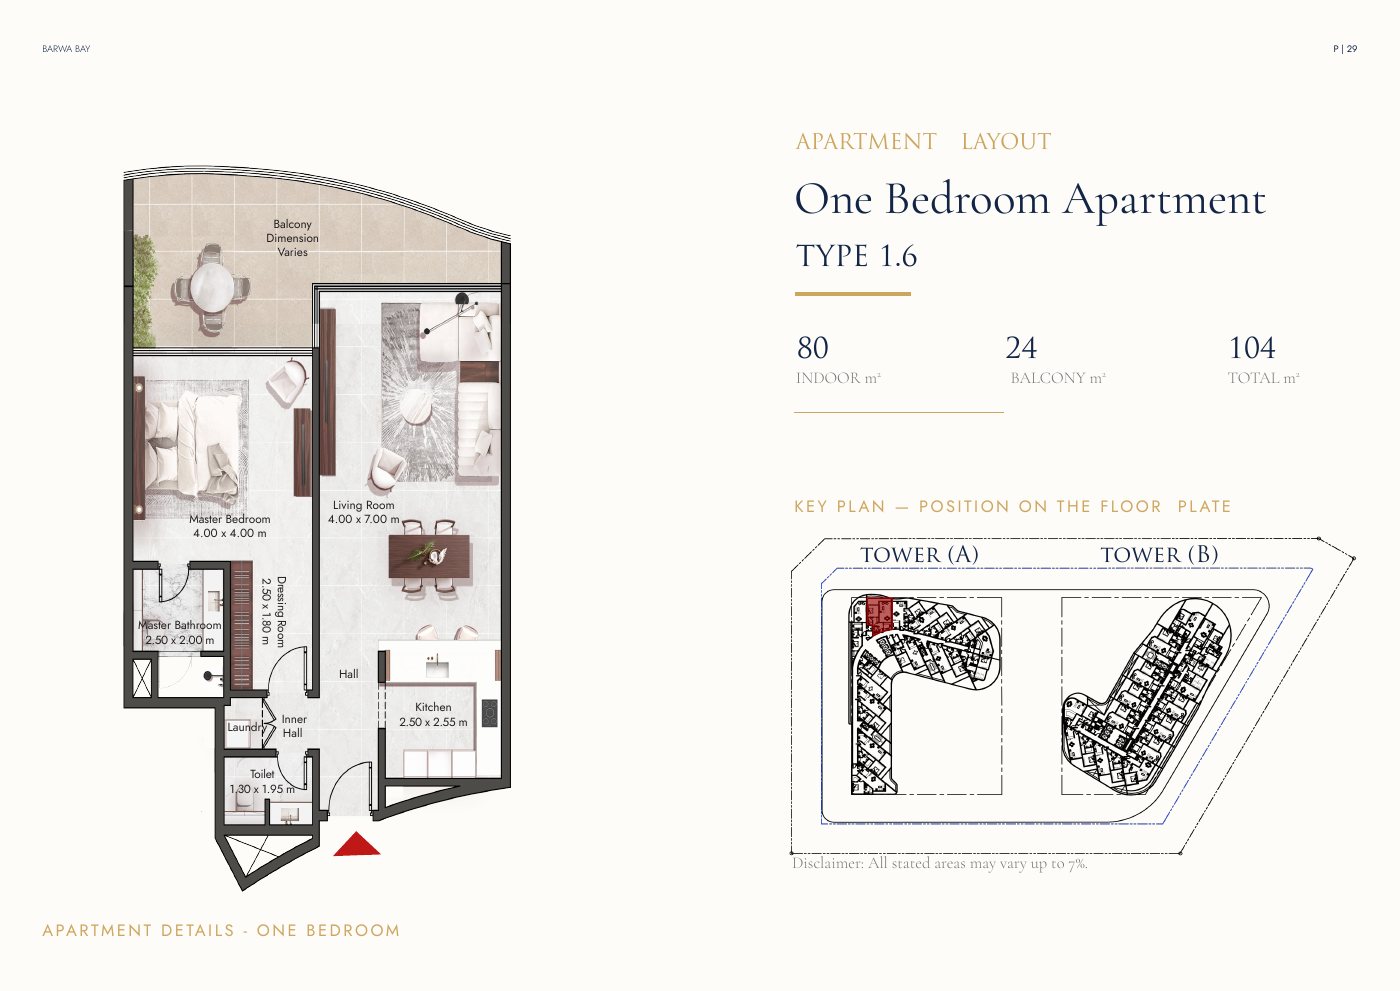 BARWA BAY
P | 29
APARTMENT LAYOUT
One Bedroom Apartment
TYPE 1.6
80
INDOOR m²
24
BALCONY m²
104
TOTAL m²
Balcony
Dimension
Varies
Living Room
4.00 x 7.00 m
Master Bedroom
4.00 x 4.00 m
Dressing Room
2.50 x 1.80 m
Master Bathroom
2.50 x 2.00 m
Hall
Kitchen
2.50 x 2.55 m
Laundry
Inner
Hall
Toilet
1.30 x 1.95 m
KEY PLAN — POSITION ON THE FLOOR PLATE
TOWER (A)
TOWER (B)
Disclaimer: All stated areas may vary up to 7%.
APARTMENT DETAILS - ONE BEDROOM